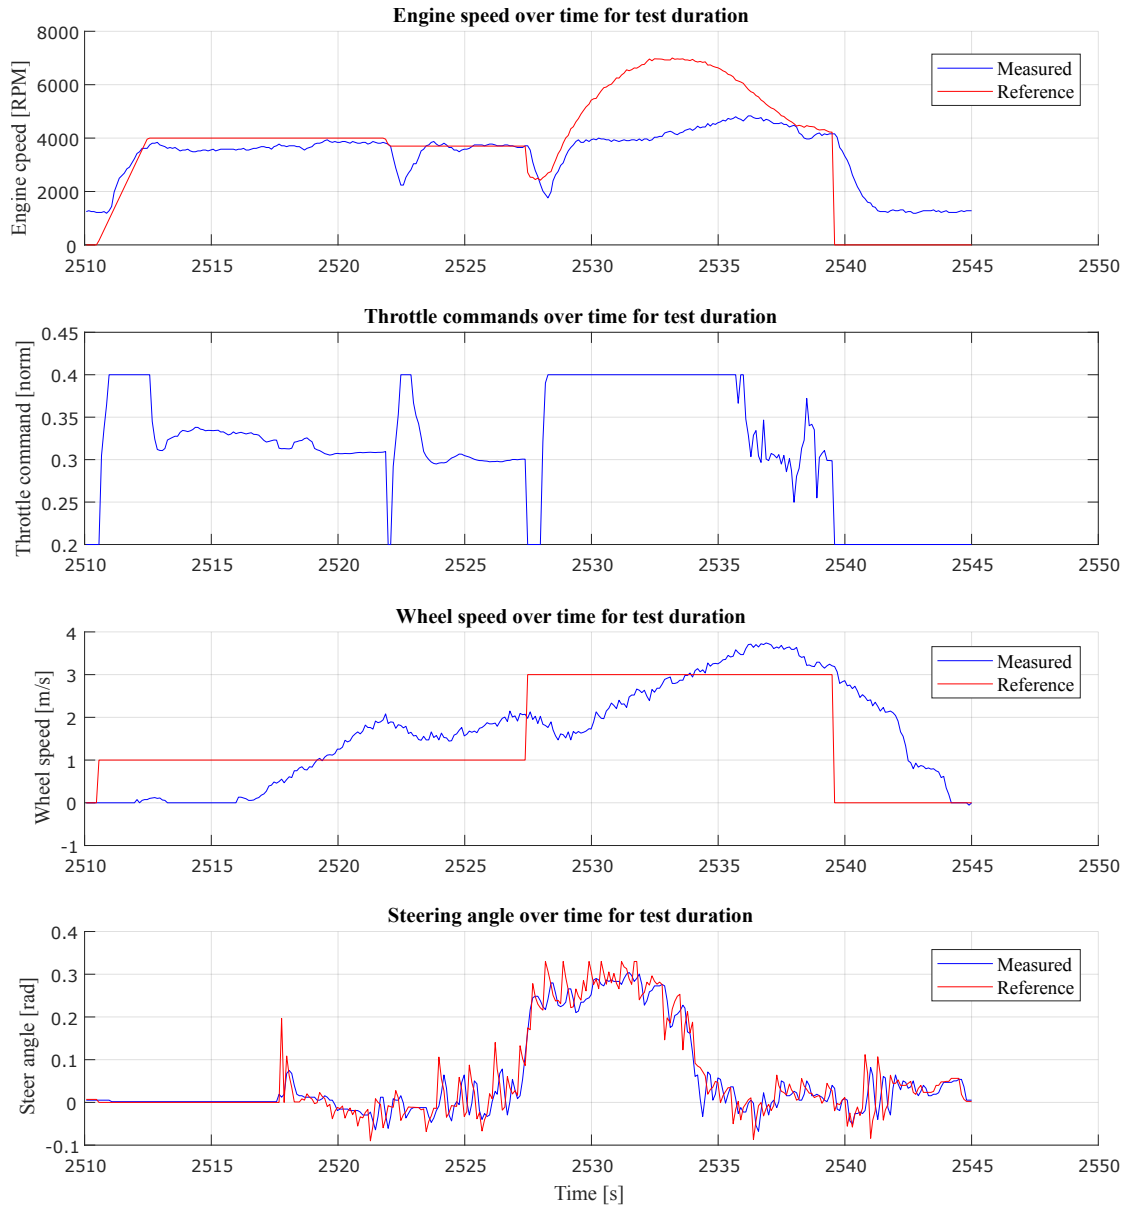 Engine speed over time for test duration
8000
6000
4000
2000
0
Engine cpeed [RPM]
Measured
Reference
2510 2515 2520 2525 2530 2535 2540 2545 2550
Throttle commands over time for test duration
0.45
0.4
0.35
0.3
0.25
0.2
Throttle command [norm]
2510 2515 2520 2525 2530 2535 2540 2545 2550
Wheel speed over time for test duration
4
3
2
1
0
-1
Wheel speed [m/s]
Measured
Reference
2510 2515 2520 2525 2530 2535 2540 2545 2550
Steering angle over time for test duration
0.4
0.3
0.2
0.1
0
-0.1
Steer angle [rad]
Measured
Reference
2510 2515 2520 2525 2530 2535 2540 2545 2550
Time [s]